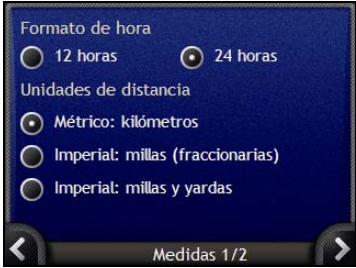 Formato de hora
12 horas 24 horas
Unidades de distancia
Métrico: kilómetros
Imperial: millas (fraccionarias)
Imperial: millas y yardas
Medidas 1/2